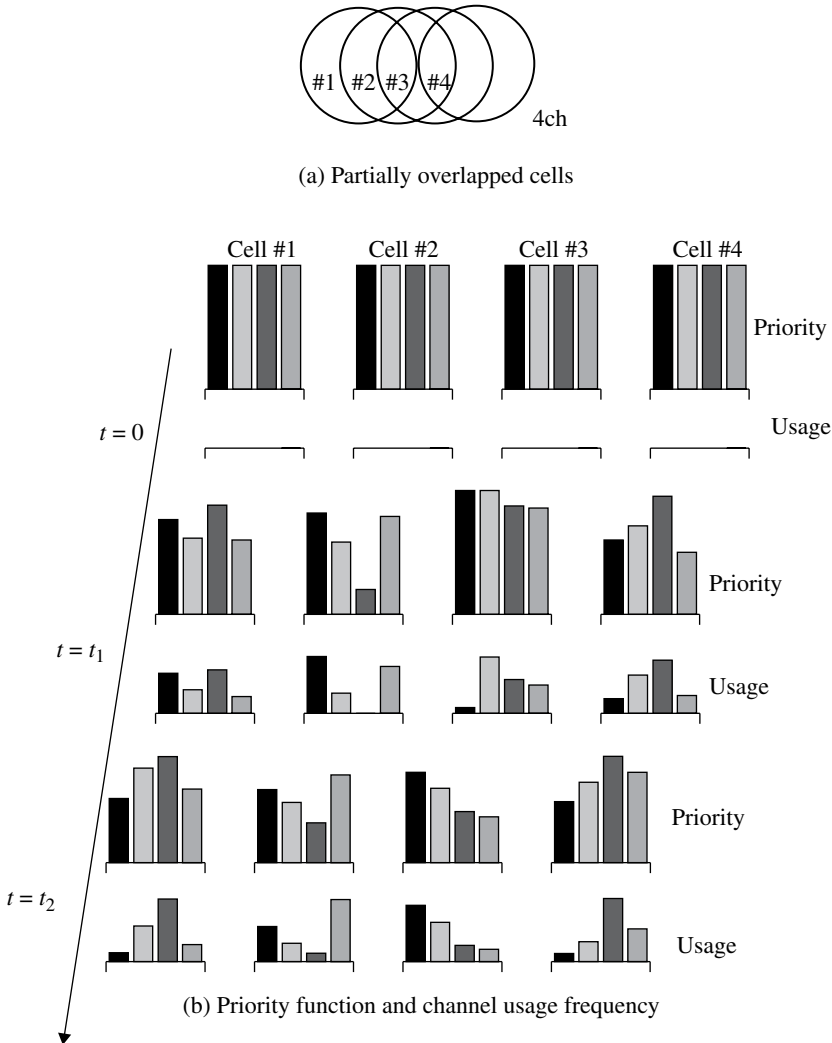 #1 #2 #3 #4
4ch
(a) Partially overlapped cells
Cell #1 Cell #2 Cell #3 Cell #4
Priority
t = 0
Usage
Priority
t = t1
Usage
Priority
t = t2
Usage
(b) Priority function and channel usage frequency